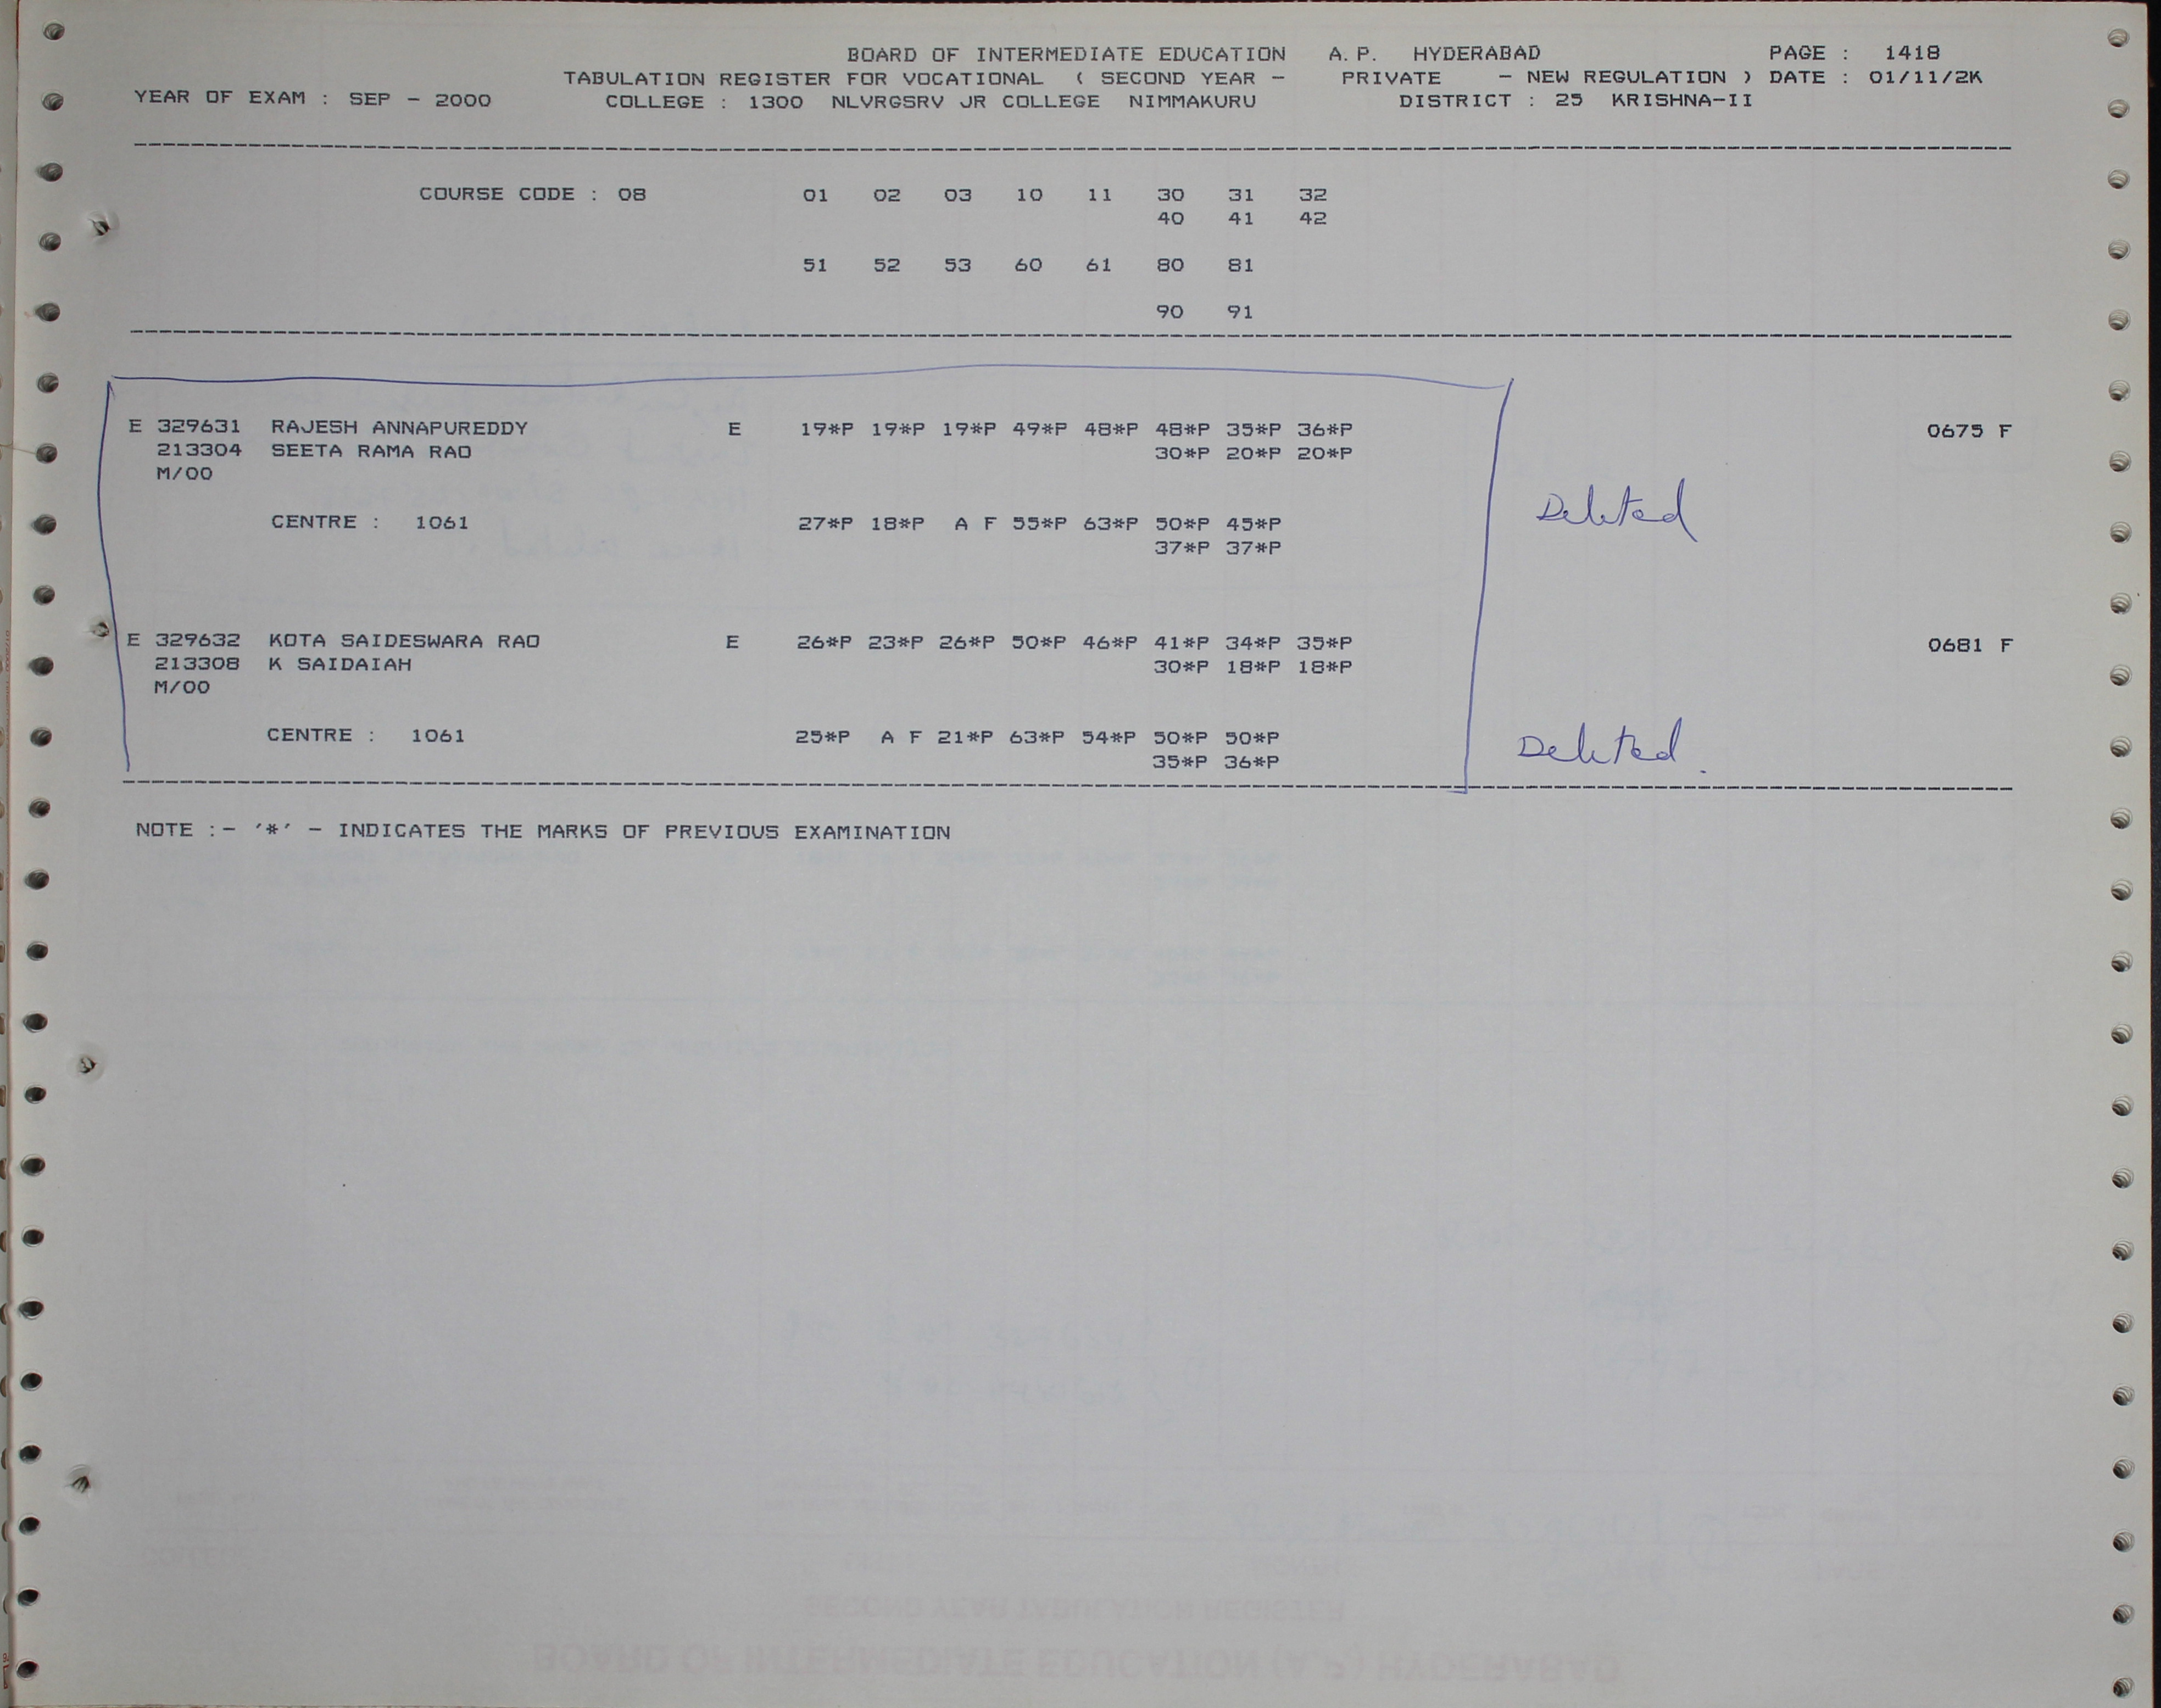 BOARD OF INTERMEDIATE EDUCATION A.P. HYDERABAD PAGE : 1418
TABULATION REGISTER FOR VOCATIONAL ( SECOND YEAR - PRIVATE - NEW REGULATION ) DATE : 01/11/2K
YEAR OF EXAM : SEP - 2000 COLLEGE : 1300 NLVRGSRV JR COLLEGE NIMMAKURU DISTRICT : 25 KRISHNA-II
COURSE CODE : 08 01 02 03 10 11 30 31 32
40 41 42
51 52 53 60 61 80 81
90 91
E 329631 RAJESH ANNAPUREDDY E 19*P 19*P 19*P 49*P 48*P 48*P 35*P 36*P 0675 F
213304 SEETA RAMA RAO 30*P 20*P 20*P
M/00
Deleted
CENTRE : 1061 27*P 18*P A F 55*P 63*P 50*P 45*P
37*P 37*P
E 329632 KOTA SAIDESWARA RAO E 26*P 23*P 26*P 50*P 46*P 41*P 34*P 35*P 0681 F
213308 K SAIDAIAH 30*P 18*P 18*P
M/00
CENTRE : 1061 25*P A F 21*P 63*P 54*P 50*P 50*P Deleted.
35*P 36*P
NOTE :- '*' - INDICATES THE MARKS OF PREVIOUS EXAMINATION